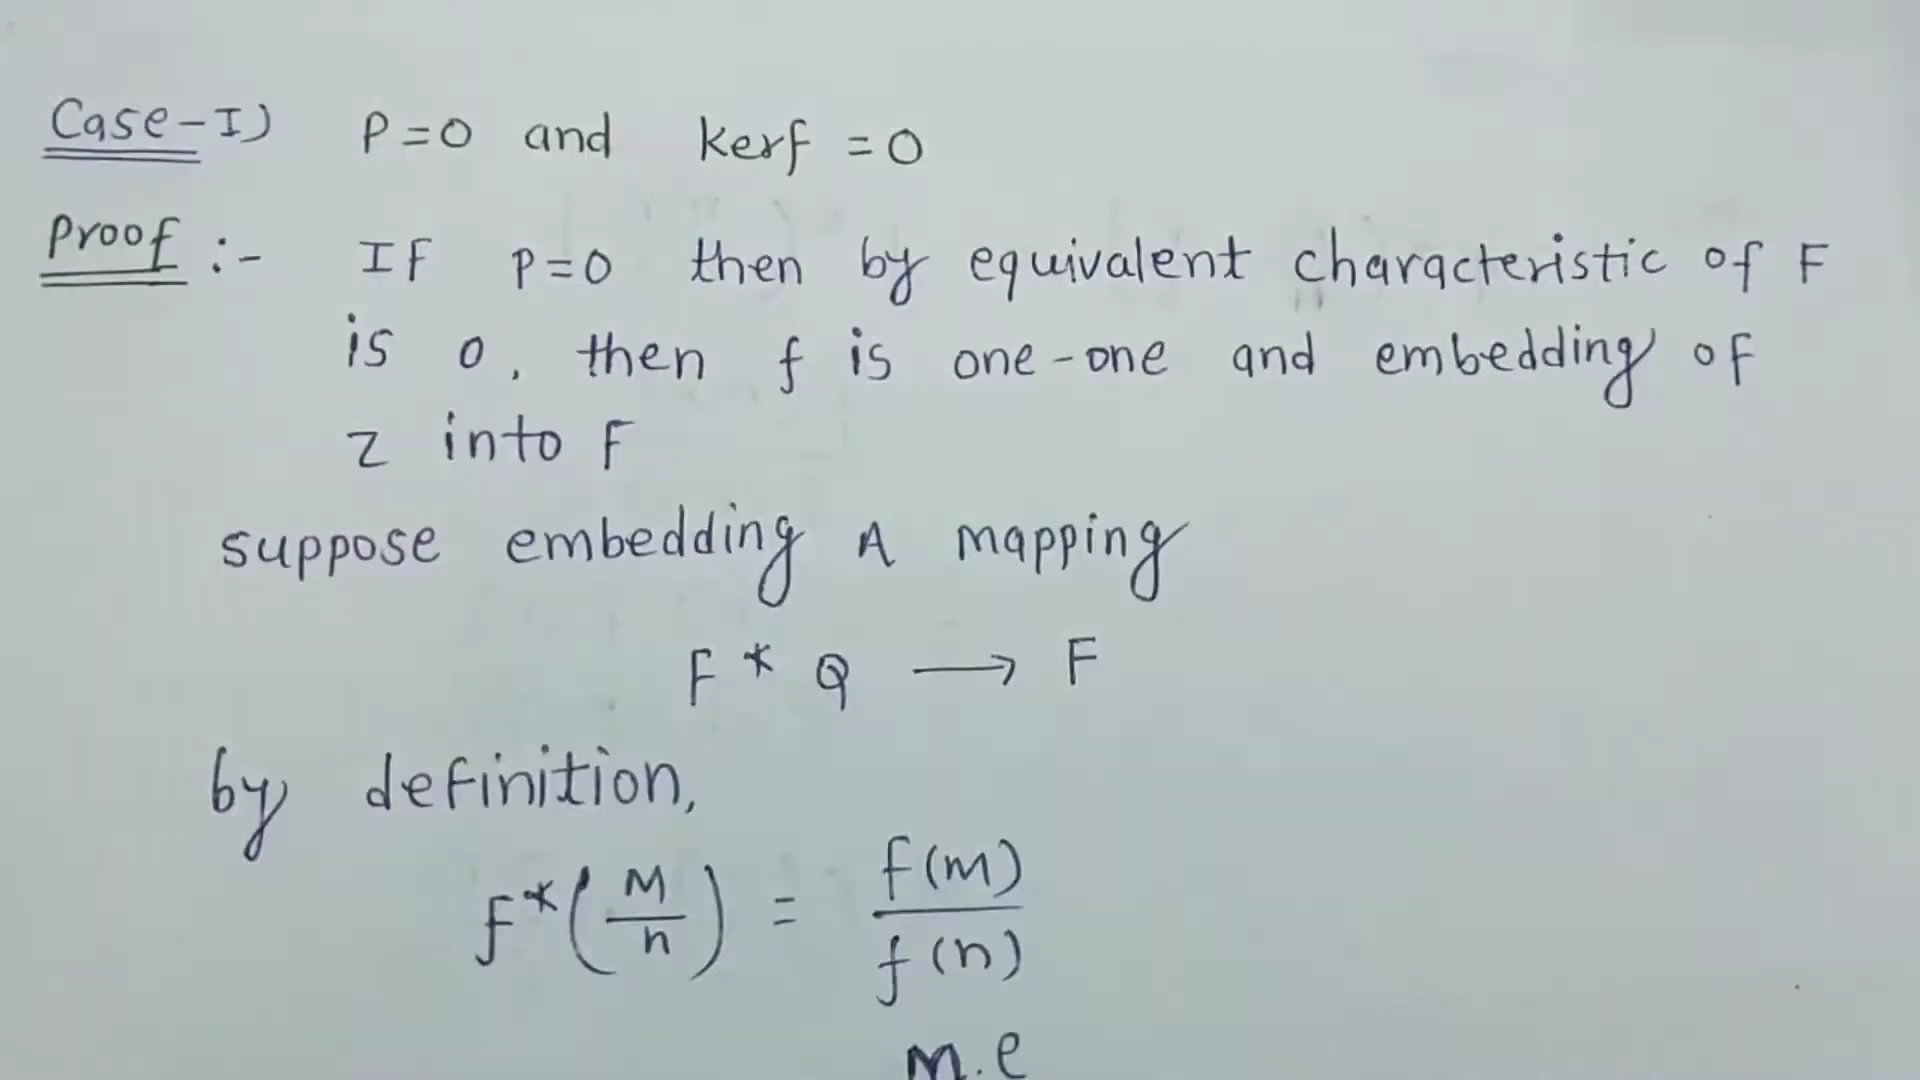 Case-I) P=0 and kerf = 0
Proof :- If p=0 then by equivalent characteristic of F
is 0, then f is one-one and embedding of
Z into F
suppose embedding A mapping
F * Q → F
by definition,
F*(M/n) = f(m)/f(n)
m.e